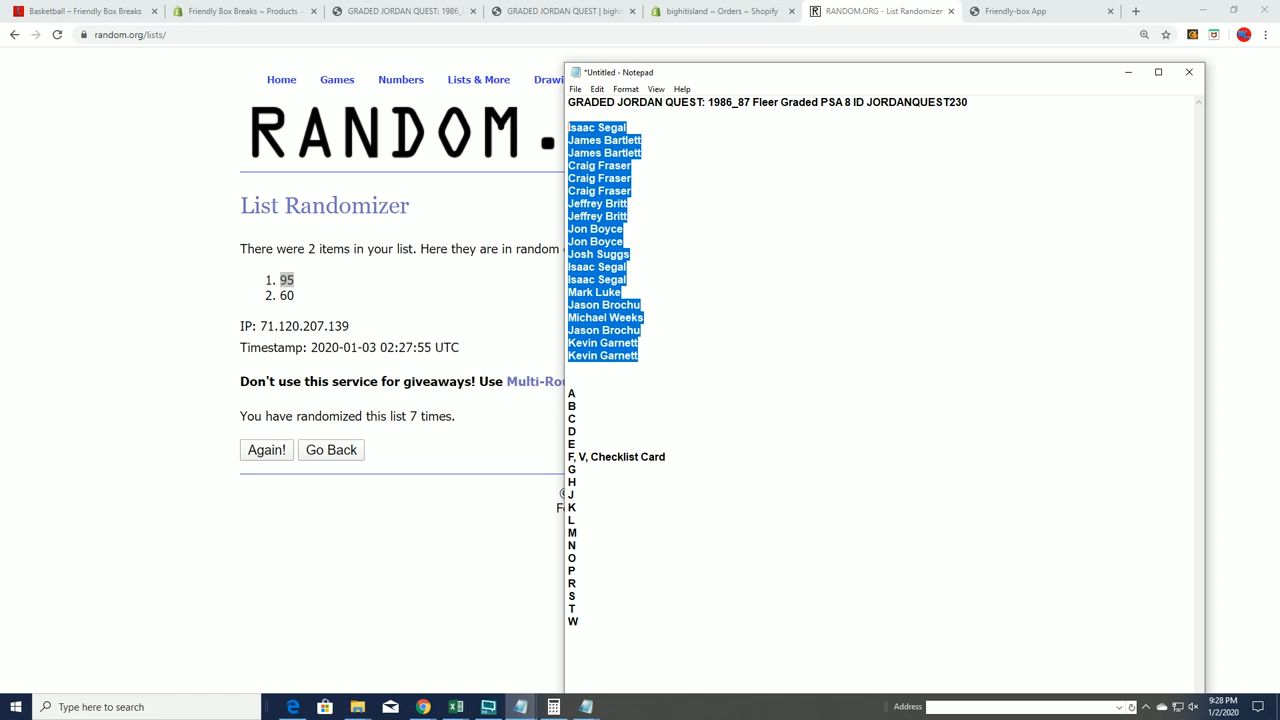 Basketball ~ Friendly Box Breaks
Friendly Box Breaks ~ Products ~
GRADED JORDAN QUEST: 1986_
GRADED JORDAN QUEST | bighit
bighitisland ~ Orders ~ Shopify
RANDOM.ORG - List Randomizer
Friendly-box App
random.org/lists/
Home
Games
Numbers
Lists & More
Drawi
RANDOM.
List Randomizer
There were 2 items in your list. Here they are in random
1. 95
2. 60
IP: 71.120.207.139
Timestamp: 2020-01-03 02:27:55 UTC
Don't use this service for giveaways! Use Multi-Ro
You have randomized this list 7 times.
Again!
Go Back
*Untitled - Notepad
File Edit Format View Help
GRADED JORDAN QUEST: 1986_87 Fleer Graded PSA 8 ID JORDANQUEST230
Isaac Segal
James Bartlett
James Bartlett
Craig Fraser
Craig Fraser
Craig Fraser
Jeffrey Britt
Jeffrey Britt
Jon Boyce
Jon Boyce
Josh Suggs
Isaac Segal
Isaac Segal
Mark Luke
Jason Brochu
Michael Weeks
Jason Brochu
Kevin Garnett
Kevin Garnett
A
B
C
D
E
F, V, Checklist Card
G
H
J
K
L
M
N
O
P
R
S
T
W
Type here to search
Address
9:28 PM
1/2/2020